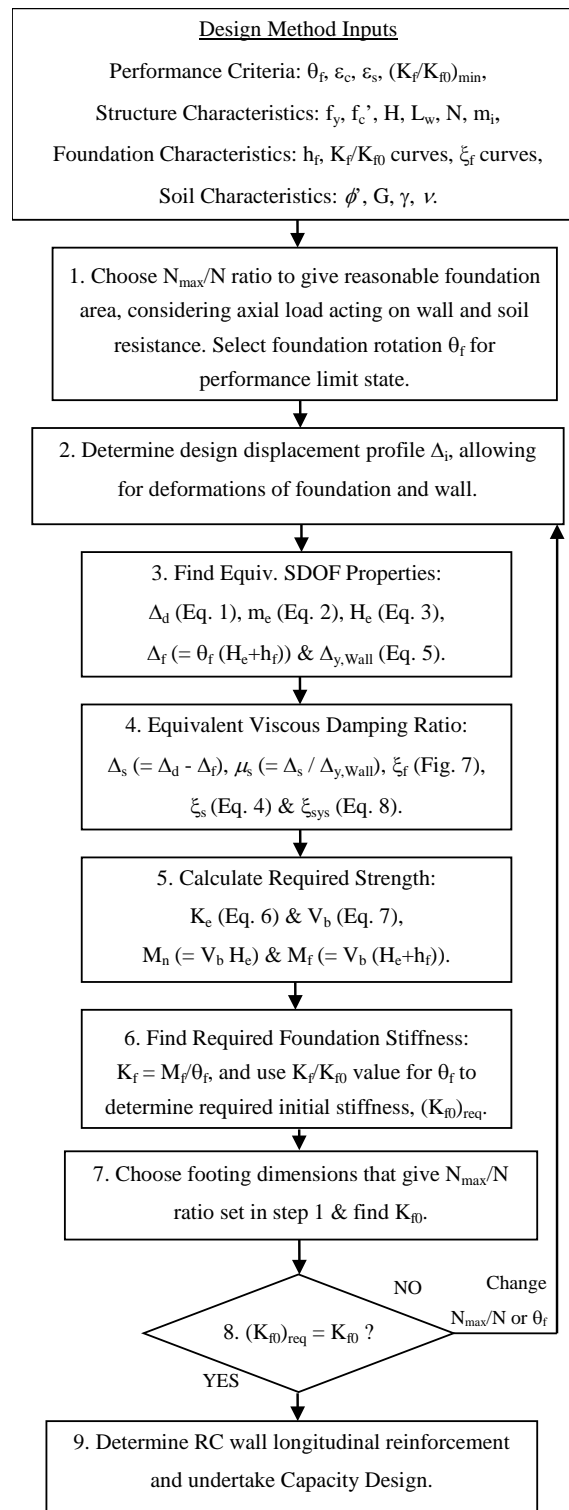 Design Method Inputs
Performance Criteria: θf, εc, εs, (Kf/Kf0)min,
Structure Characteristics: fy, fc’, H, Lw, N, mi,
Foundation Characteristics: hf, Kf/Kf0 curves, ξf curves,
Soil Characteristics: ϕ’, G, γ, ν.
1. Choose Nmax/N ratio to give reasonable foundation
area, considering axial load acting on wall and soil
resistance. Select foundation rotation θf for
performance limit state.
2. Determine design displacement profile Δi, allowing
for deformations of foundation and wall.
3. Find Equiv. SDOF Properties:
Δd (Eq. 1), me (Eq. 2), He (Eq. 3),
Δf (= θf (He+hf)) & Δy,Wall (Eq. 5).
4. Equivalent Viscous Damping Ratio:
Δs (= Δd - Δf), μs (= Δs / Δy,Wall), ξf (Fig. 7),
ξs (Eq. 4) & ξsys (Eq. 8).
5. Calculate Required Strength:
Ke (Eq. 6) & Vb (Eq. 7),
Mn (= Vb He) & Mf (= Vb (He+hf)).
6. Find Required Foundation Stiffness:
Kf = Mf/θf, and use Kf/Kf0 value for θf to
determine required initial stiffness, (Kf0)req.
7. Choose footing dimensions that give Nmax/N
ratio set in step 1 & find Kf0.
8. (Kf0)req = Kf0 ?
NO
Change
Nmax/N or θf
YES
9. Determine RC wall longitudinal reinforcement
and undertake Capacity Design.